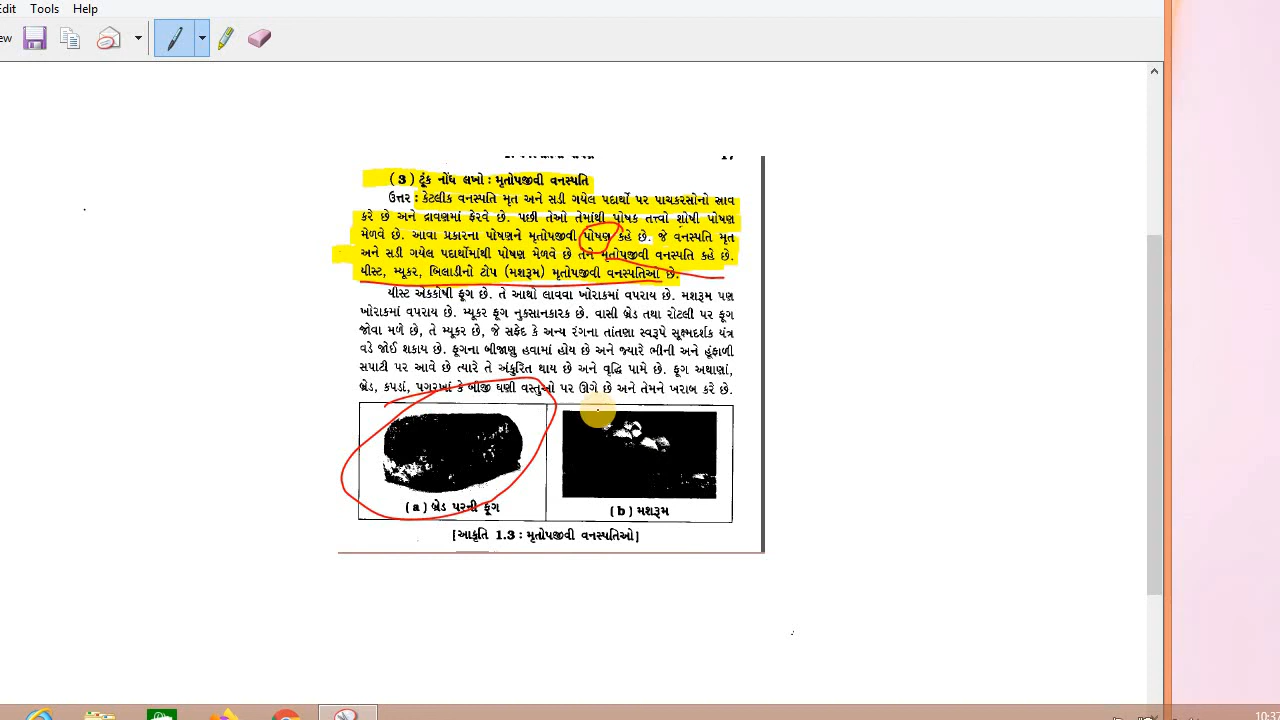 Edit Tools Help
(3) ટૂંક નોંધ લખો : મૃતોપજીવી વનસ્પતિ
ઉત્તર : કેટલીક વનસ્પતિ મૃત અને સડી ગયેલ પદાર્થો પર પાચકરસોનો સ્રાવ
કરે છે અને દ્રાવણમાં ફેરવે છે. પછી તેઓ તેમાંથી પોષક તત્ત્વો શોષી પોષણ
મેળવે છે. આવા પ્રકારના પોષણને મૃતોપજીવી પોષણ કહે છે. જે વનસ્પતિ મૃત
અને સડી ગયેલ પદાર્થોમાંથી પોષણ મેળવે છે તેને મૃતોપજીવી વનસ્પતિ કહે છે.
યીસ્ટ, મ્યૂકર, બિલાડીનો ટોપ (મશરૂમ) મૃતોપજીવી વનસ્પતિઓ છે.
યીસ્ટ એકકોષી ફૂગ છે. તે આથો લાવવા ખોરાકમાં વપરાય છે. મશરૂમ પણ
ખોરાકમાં વપરાય છે. મ્યૂકર ફૂગ નુકસાનકારક છે. વાસી બ્રેડ તથા રોટલી પર ફૂગ
જોવા મળે છે, તે મ્યૂકર છે, જે સફેદ કે અન્ય રંગના તાંતણા સ્વરૂપે સૂક્ષ્મદર્શક યંત્ર
વડે જોઈ શકાય છે. ફૂગના બીજાણુ હવામાં હોય છે અને જ્યારે ભીની અને હૂંફાળી
સપાટી પર આવે છે ત્યારે તે અંકુરિત થાય છે અને વૃદ્ધિ પામે છે. ફૂગ અથાણાં,
બ્રેડ, કપડાં, પગરખાં કે બીજી ઘણી વસ્તુઓ પર ઊગે છે અને તેમને ખરાબ કરે છે.
(a) બ્રેડ પરની ફૂગ
(b) મશરૂમ
[આકૃતિ 1.3 : મૃતોપજીવી વનસ્પતિઓ]